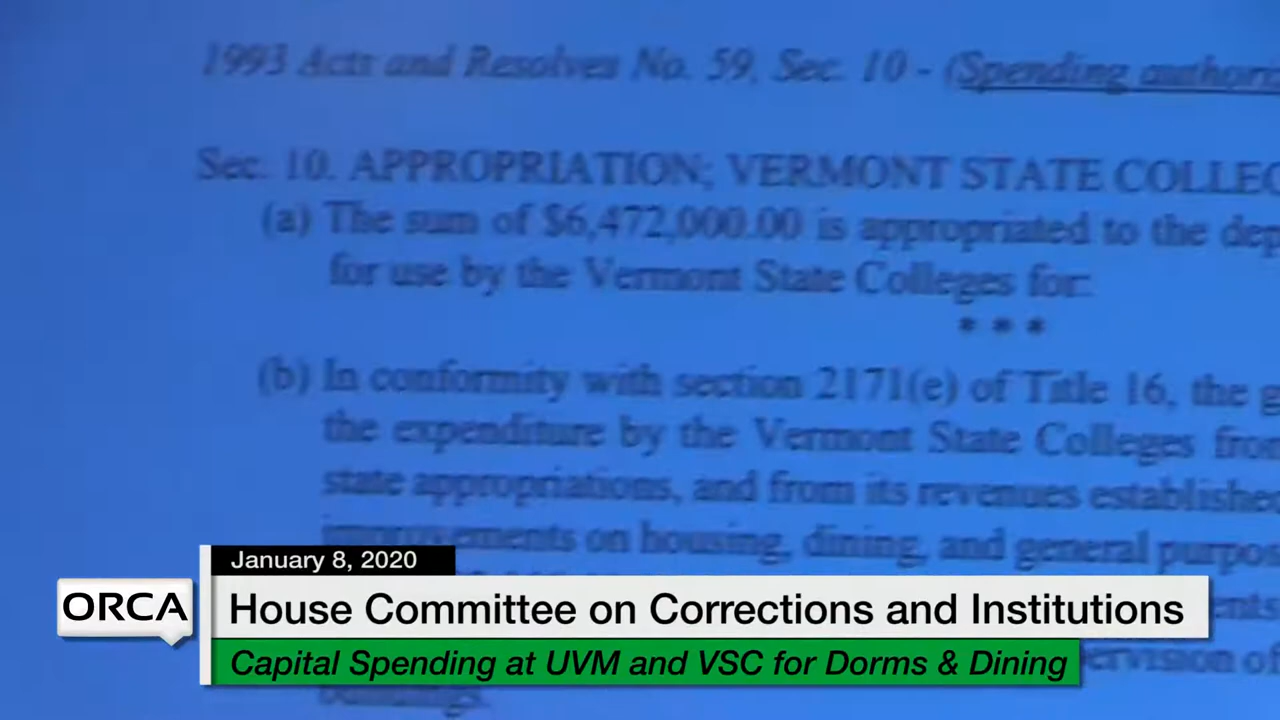 1993 Acts and Resolves No. 59, Sec. 10 - (Spending
Sec. 10. APPROPRIATION; VERMONT STATE
(a) The sum of $6,472,000.00 is appropriated to the
for use by the Vermont State Colleges for:
* * *
(b) In conformity with section 2171(e) of Title 16, the
the expenditure by the Vermont State Colleges
state appropriations, and from its revenues established
improvements on housing, dining, and general
January 8, 2020
ORCA
House Committee on Corrections and Institutions
Capital Spending at UVM and VSC for Dorms & Dining
of